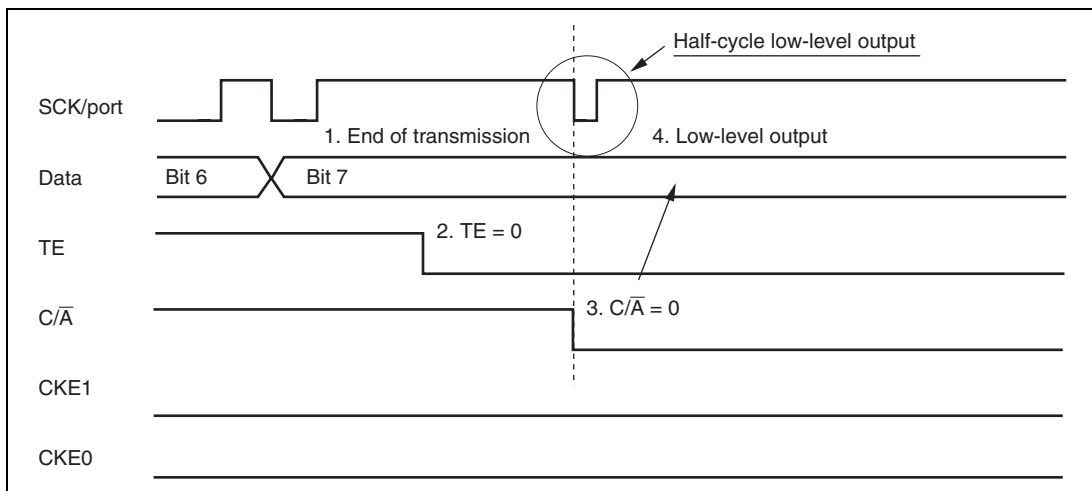 Half-cycle low-level output
SCK/port
1. End of transmission
4. Low-level output
Data
Bit 6
Bit 7
TE
2. TE = 0
C/A̅
3. C/A̅ = 0
CKE1
CKE0